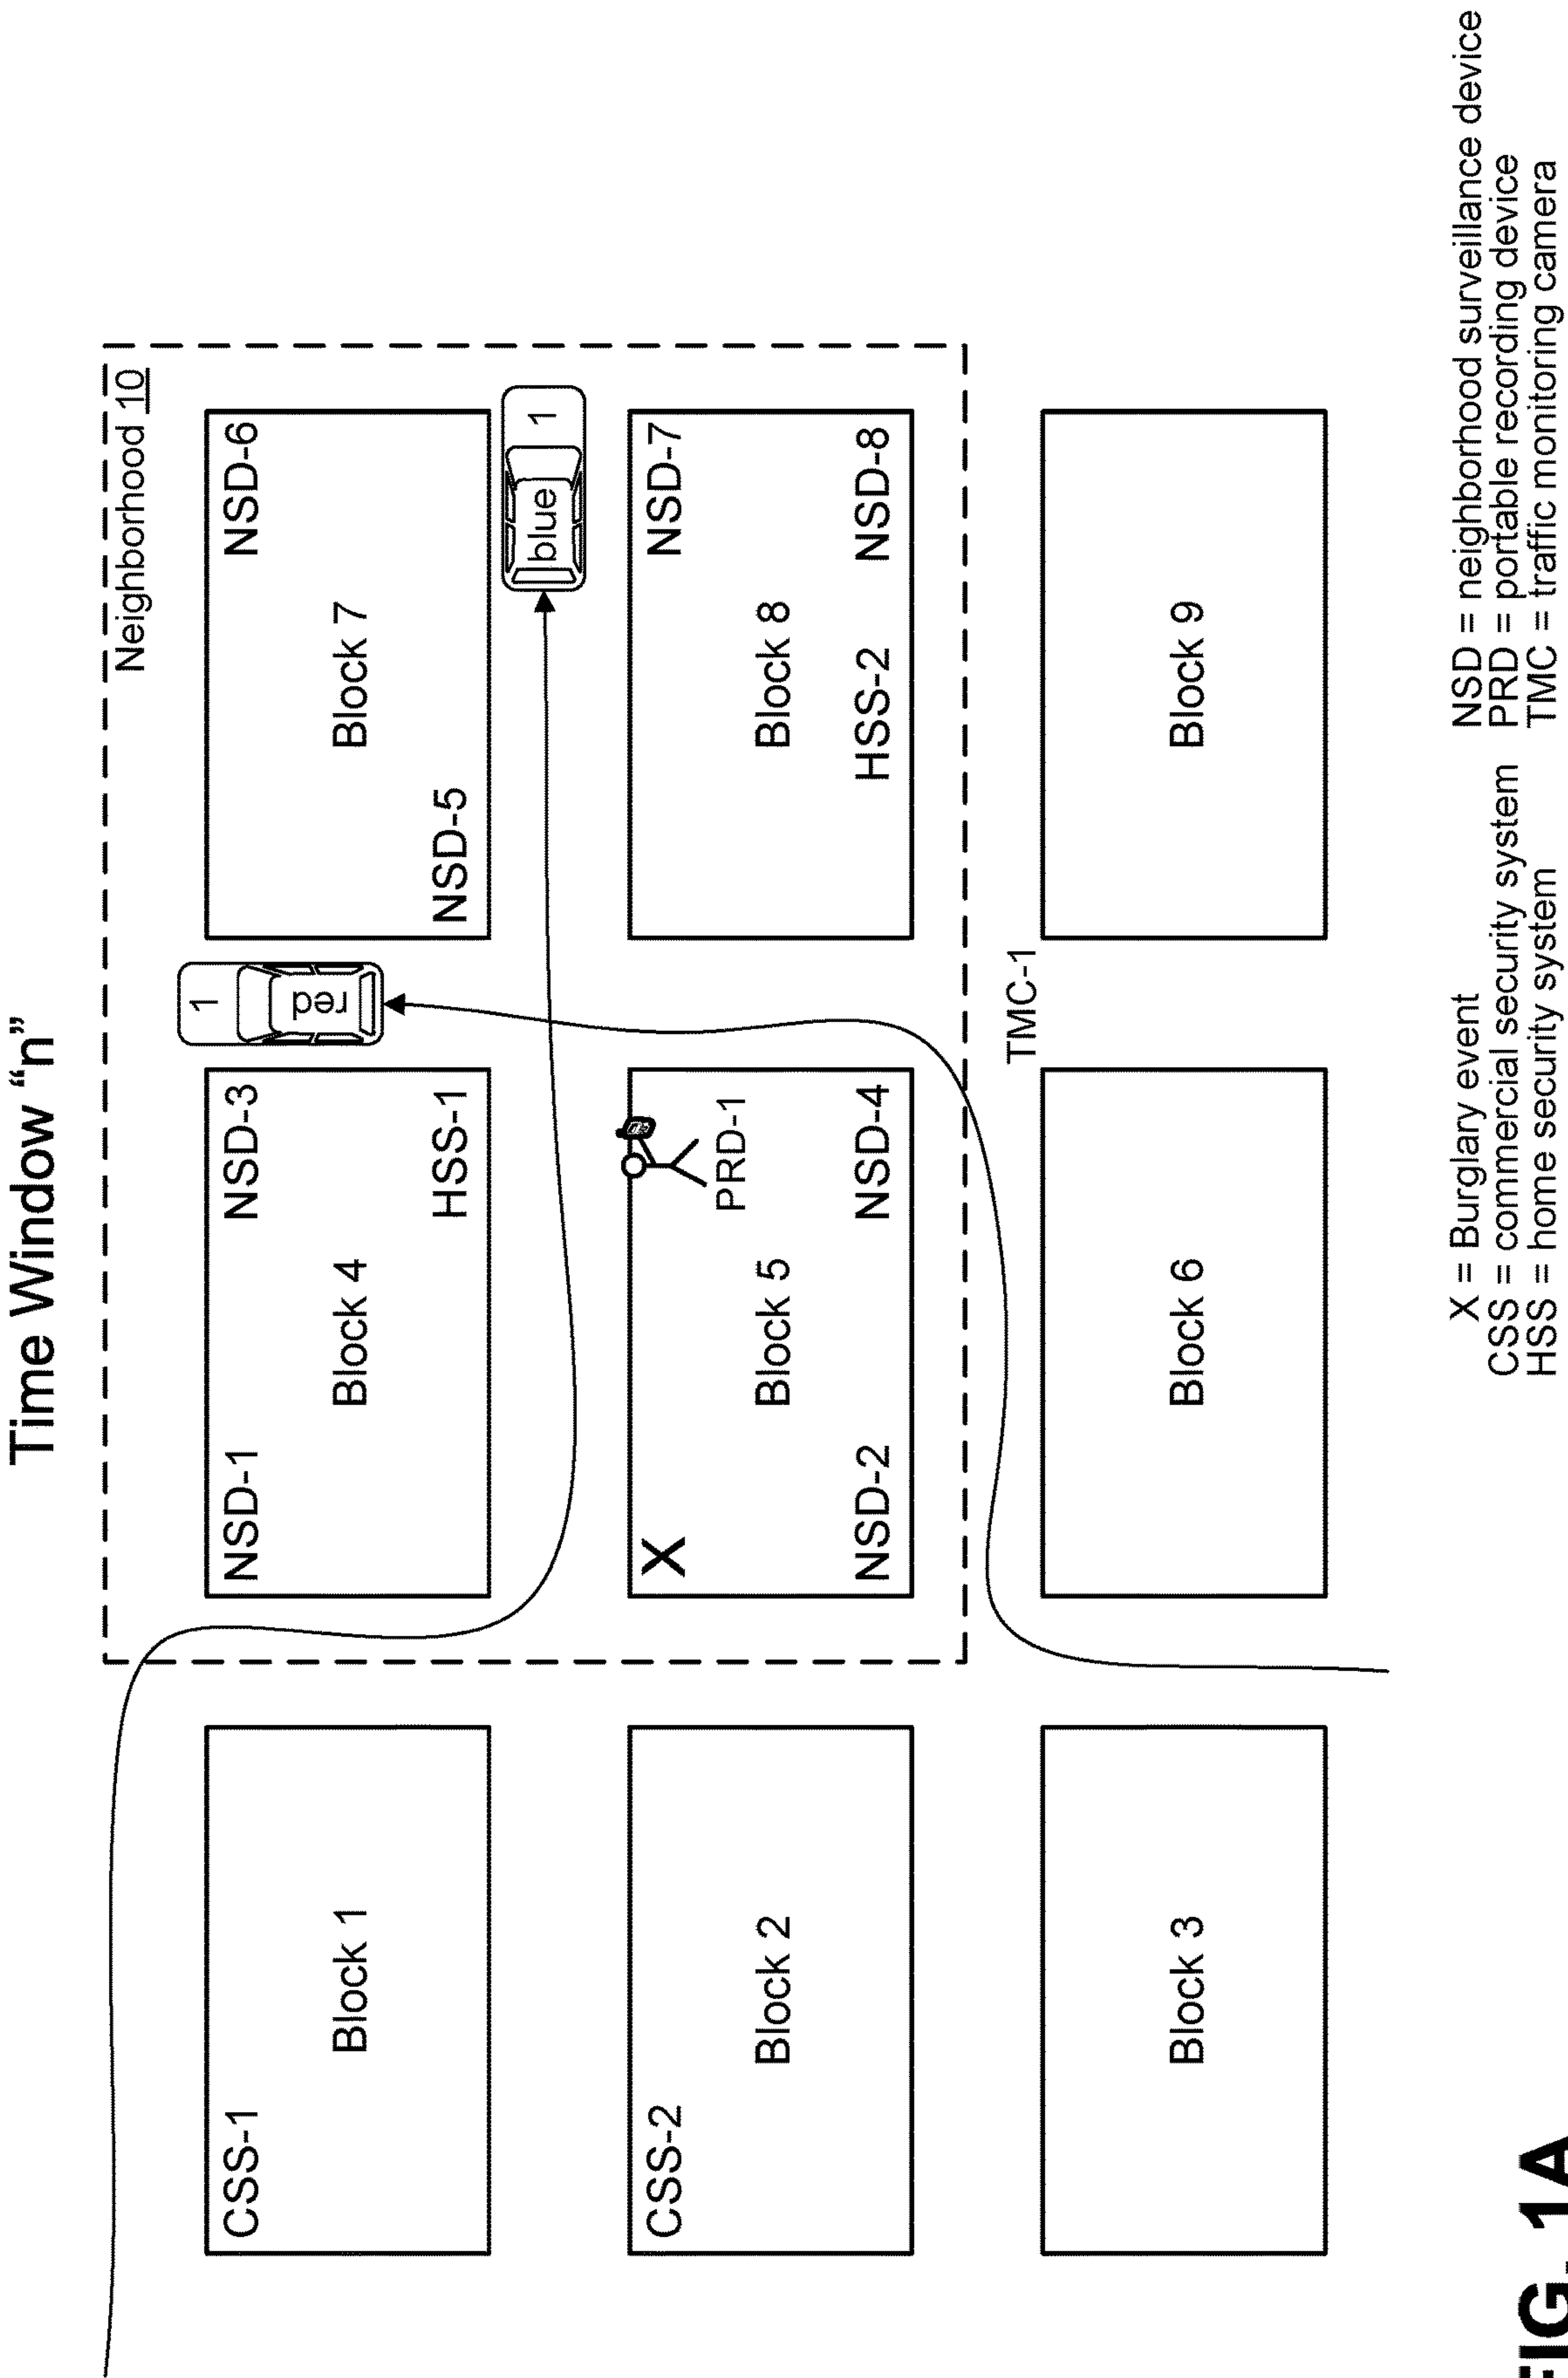 Time Window “n”
Neighborhood 10
CSS-1
Block 1
NSD-1
NSD-3
Block 4
HSS-1
1
red
NSD-6
Block 7
NSD-5
blue
1
CSS-2
Block 2
X
PRD-1
Block 5
NSD-2
NSD-4
NSD-7
Block 8
HSS-2
NSD-8
TMC-1
Block 3
Block 6
Block 9
X = Burglary event
CSS = commercial security system
HSS = home security system
NSD = neighborhood surveillance device
PRD = portable recording device
TMC = traffic monitoring camera
FIG. 1A